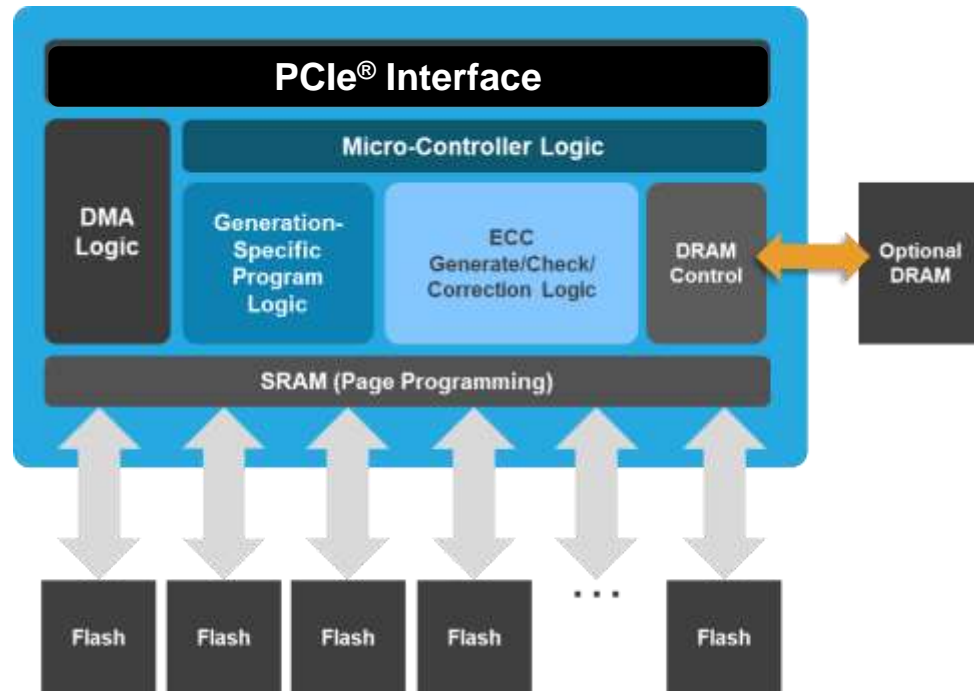 PCIe® Interface
Micro-Controller Logic
DMA
Logic
Generation-
Specific
Program
Logic
ECC
Generate/Check/
Correction Logic
DRAM
Control
Optional
DRAM
SRAM (Page Programming)
Flash
Flash
Flash
Flash
...
Flash